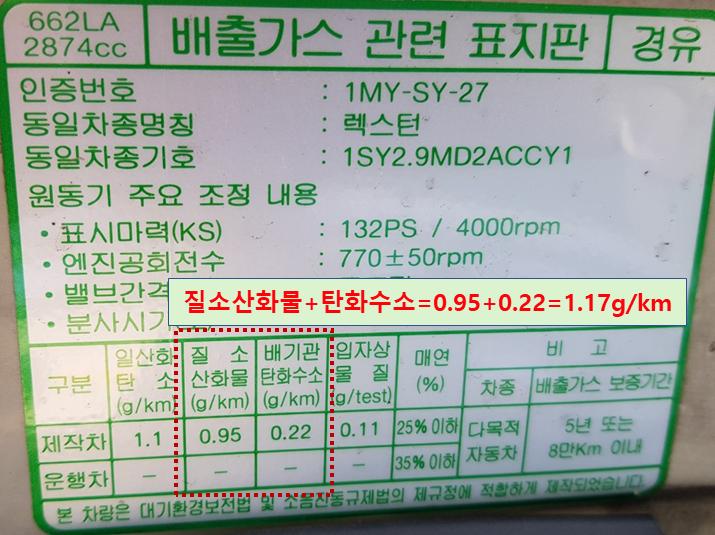 662LA
2874cc
배출가스 관련 표지판
경유
인증번호 : 1MY-SY-27
동일차종명칭 : 렉스턴
동일차종기호 : 1SY2.9MD2ACCY1
원동기 주요 조정 내용
• 표시마력(KS) : 132PS / 4000rpm
• 엔진공회전수 : 770±50rpm
• 밸브간격
질소산화물+탄화수소=0.95+0.22=1.17g/km
• 분사시기
구분 일산화탄소 (g/km) 질소산화물 (g/km) 배기관탄화수소 (g/km) 입자상물질 (g/test) 매연 (%) 비고
차종 배출가스 보증기간
제작차 1.1 0.95 0.22 0.11 25% 이하 다목적자동차 5년 또는 8만Km 이내
운행차 – – – – 35% 이하
본 차량은 대기환경보전법 및 소음진동규제법의 제규정에 적합하게 제작되었습니다.